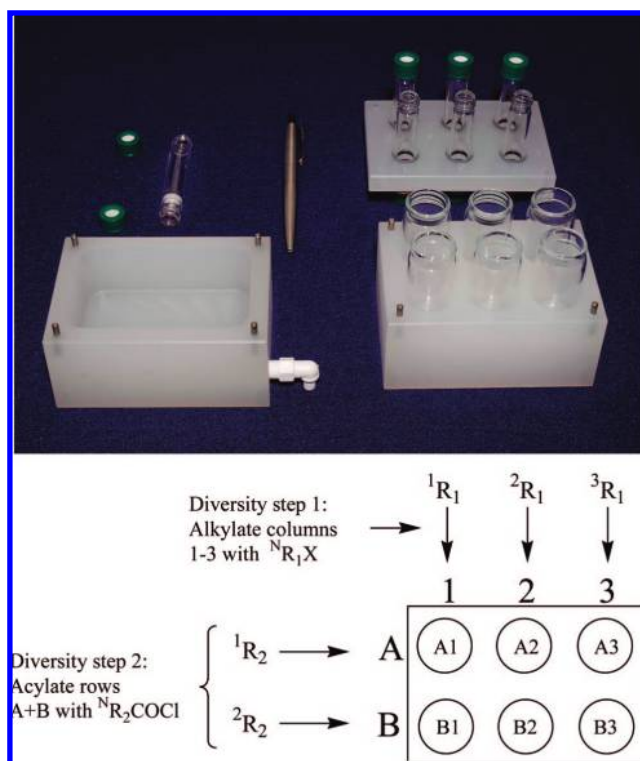 ¹R₁ ²R₁ ³R₁
Diversity step 1:
Alkylate columns
1-3 with ᴺR₁X
1 2 3
Diversity step 2:
Acylate rows
A+B with ᴺR₂COCl
¹R₂ A A1 A2 A3
²R₂ B B1 B2 B3